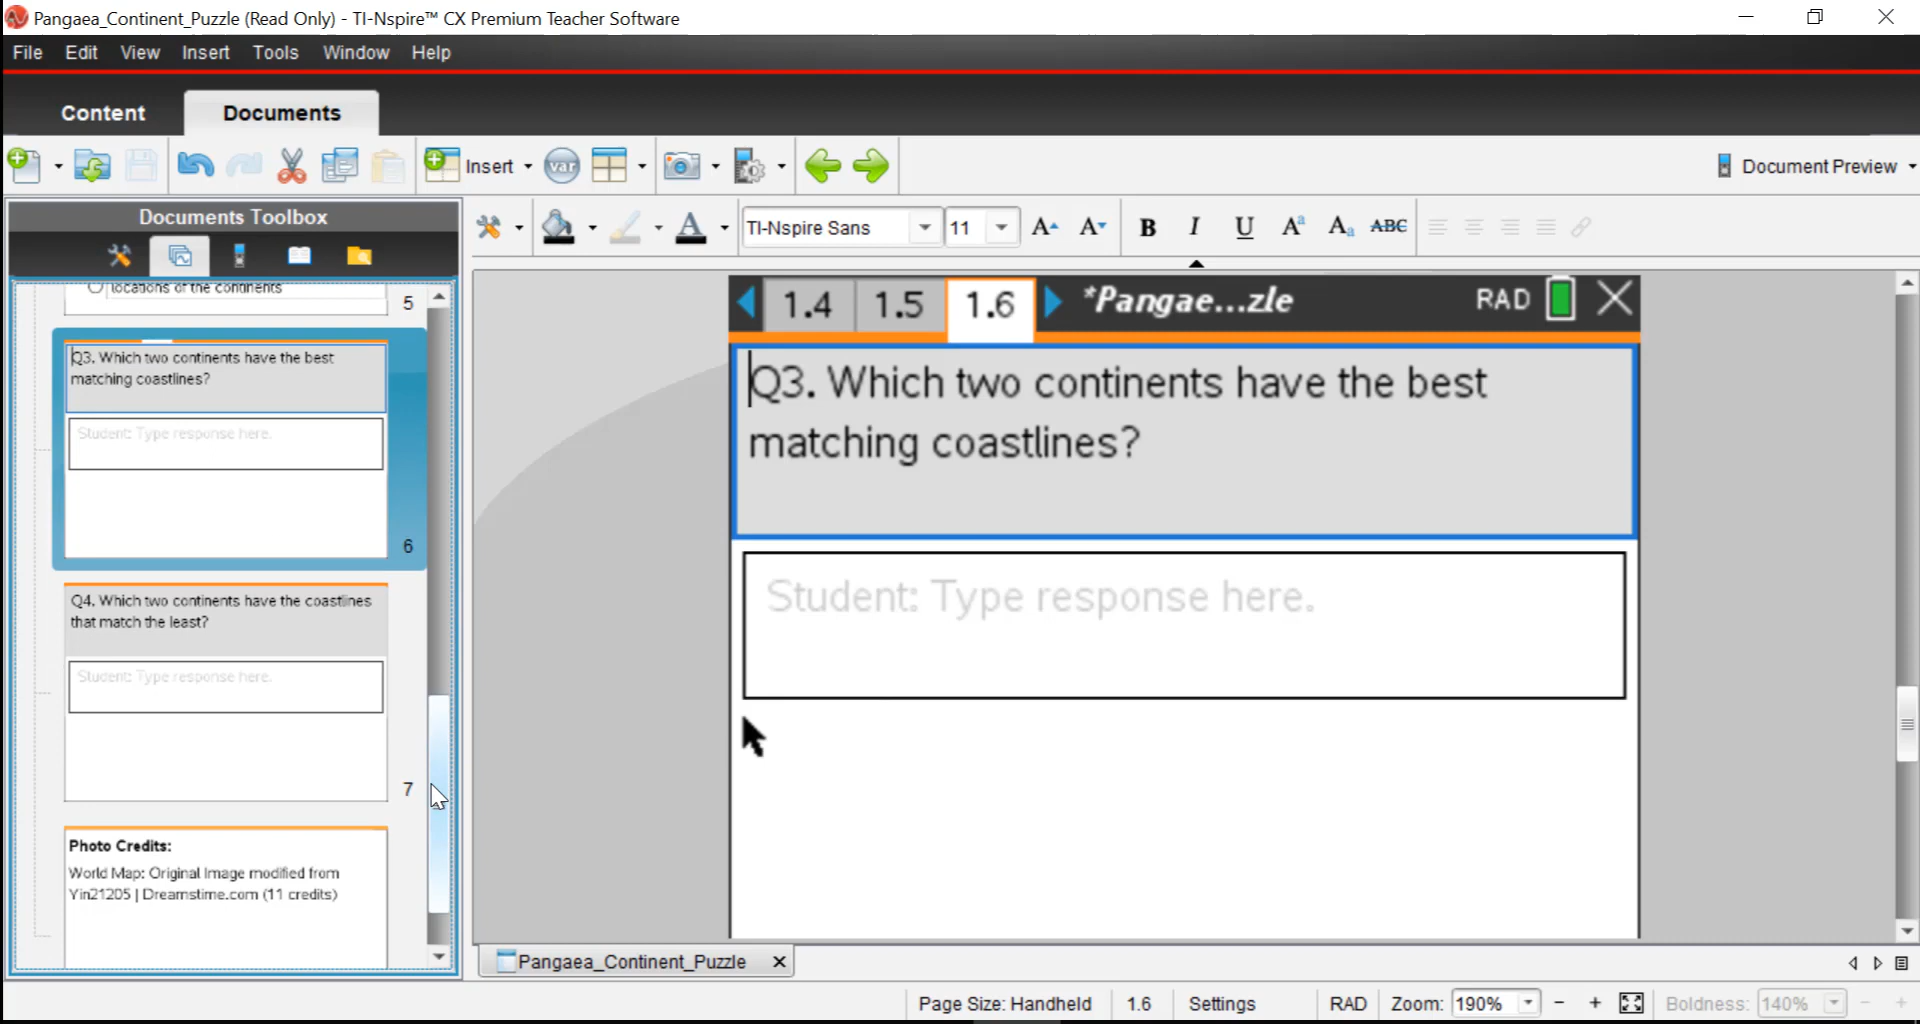 Pangaea_Continent_Puzzle (Read Only) - TI-Nspire™ CX Premium Teacher Software
File Edit View Insert Tools Window Help
Content Documents
Insert var Document Preview
Documents Toolbox
TI-Nspire Sans 11 A A B I U Aª Aₐ ABC
locations of the continents
5
Q3. Which two continents have the best
matching coastlines?
Student: Type response here.
6
Q4. Which two continents have the coastlines
that match the least?
Student: Type response here.
7
Photo Credits:
World Map: Original Image modified from
Yin21205 | Dreamstime.com (11 credits)
1.4 1.5 1.6 *Pangae...zle RAD
Q3. Which two continents have the best
matching coastlines?
Student: Type response here.
Pangaea_Continent_Puzzle
Page Size: Handheld 1.6 Settings RAD Zoom: 190% Boldness: 140%